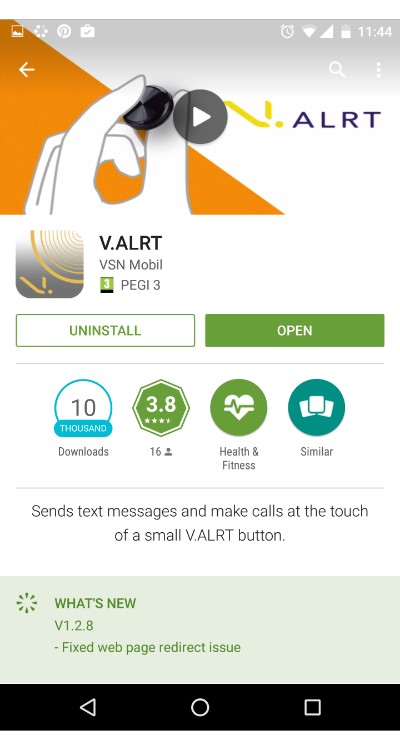 11:44
V.ALRT
V.ALRT
VSN Mobil
3 PEGI 3
UNINSTALL
OPEN
10
THOUSAND
Downloads
3.8
16
Health &
Fitness
Similar
Sends text messages and make calls at the touch
of a small V.ALRT button.
WHAT'S NEW
V1.2.8
- Fixed web page redirect issue